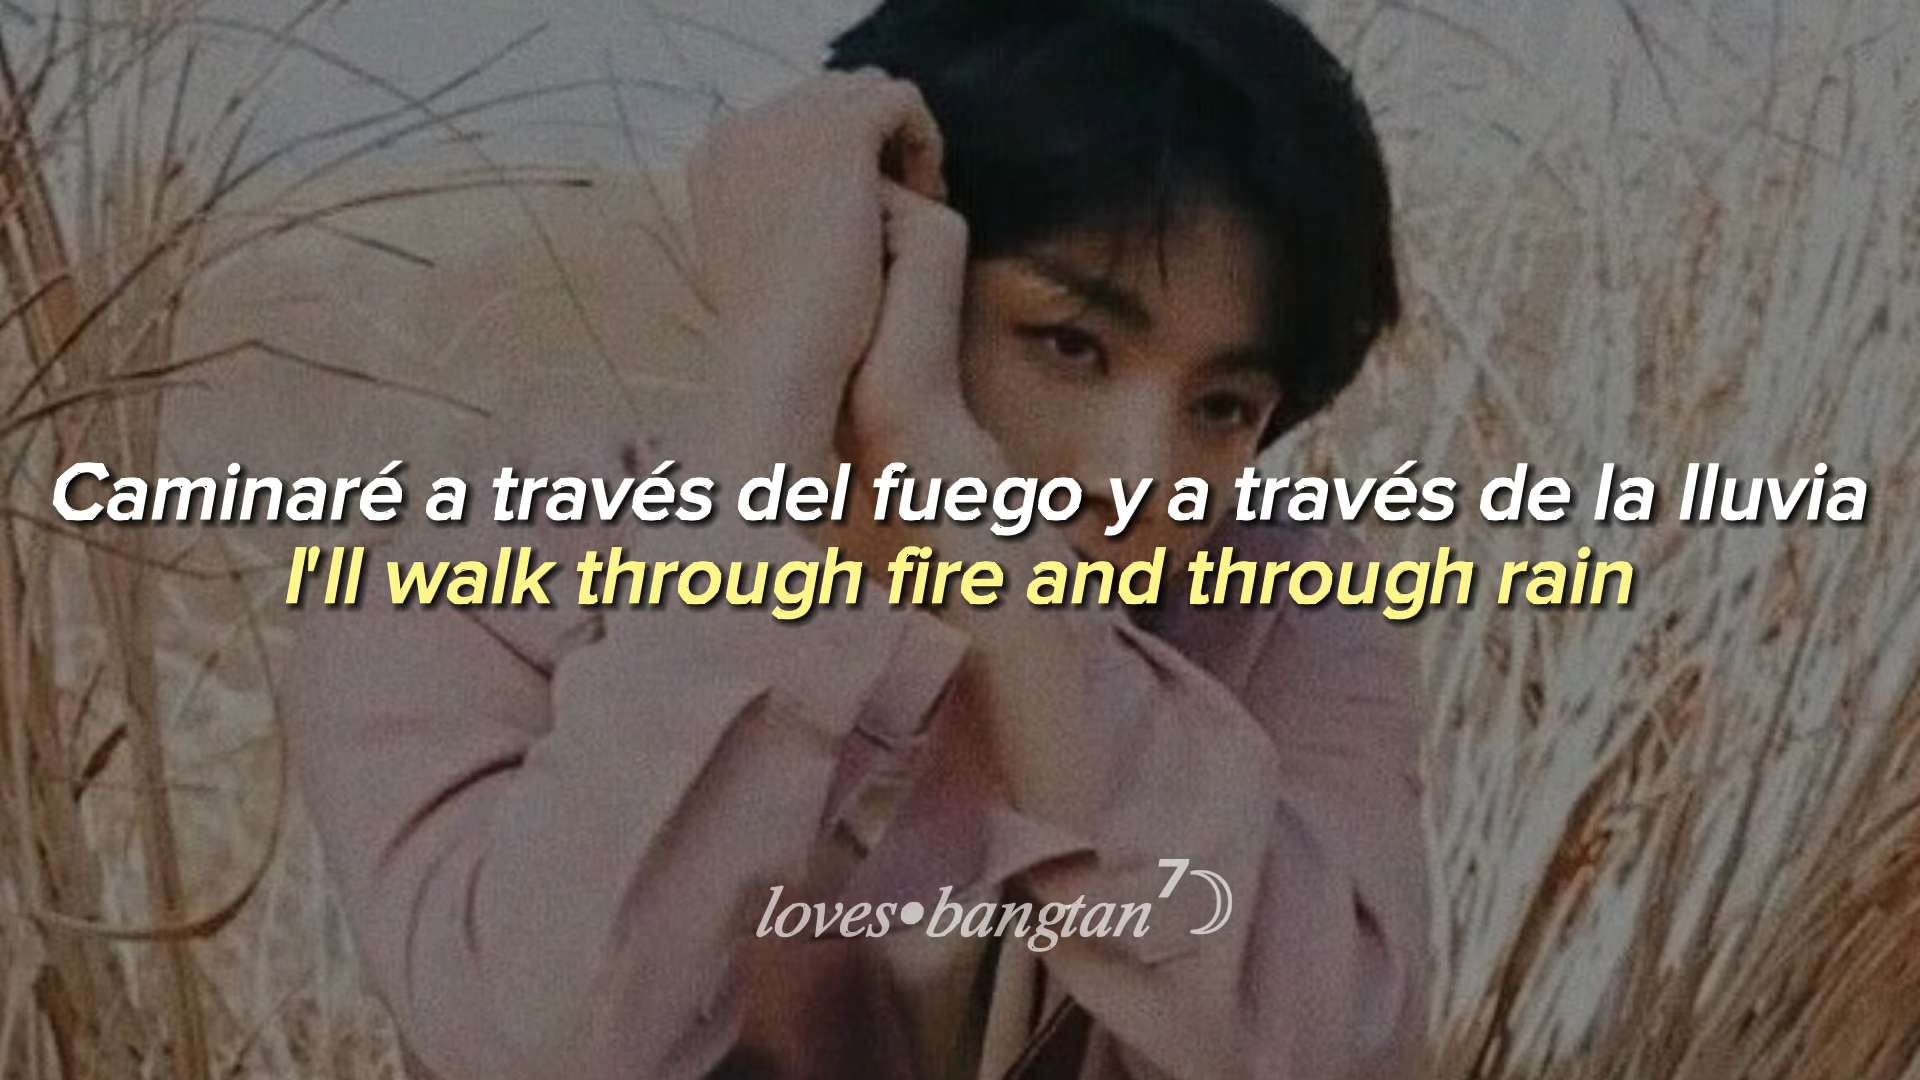 Caminaré a través del fuego y a través de la lluvia
I'll walk through fire and through rain
loves•bangtan⁷☽